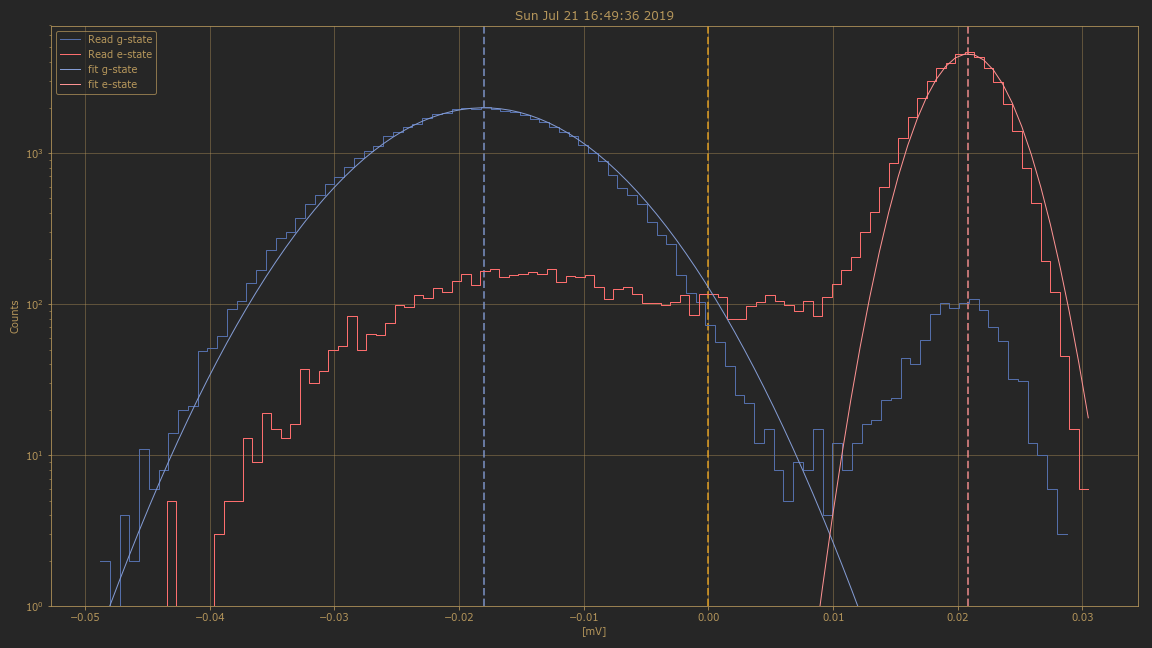 Sun Jul 21 16:49:36 2019
Read g-state
Read e-state
fit g-state
fit e-state
Counts
10³
10²
10¹
10⁰
−0.05 −0.04 −0.03 −0.02 −0.01 0.00 0.01 0.02 0.03
[mV]